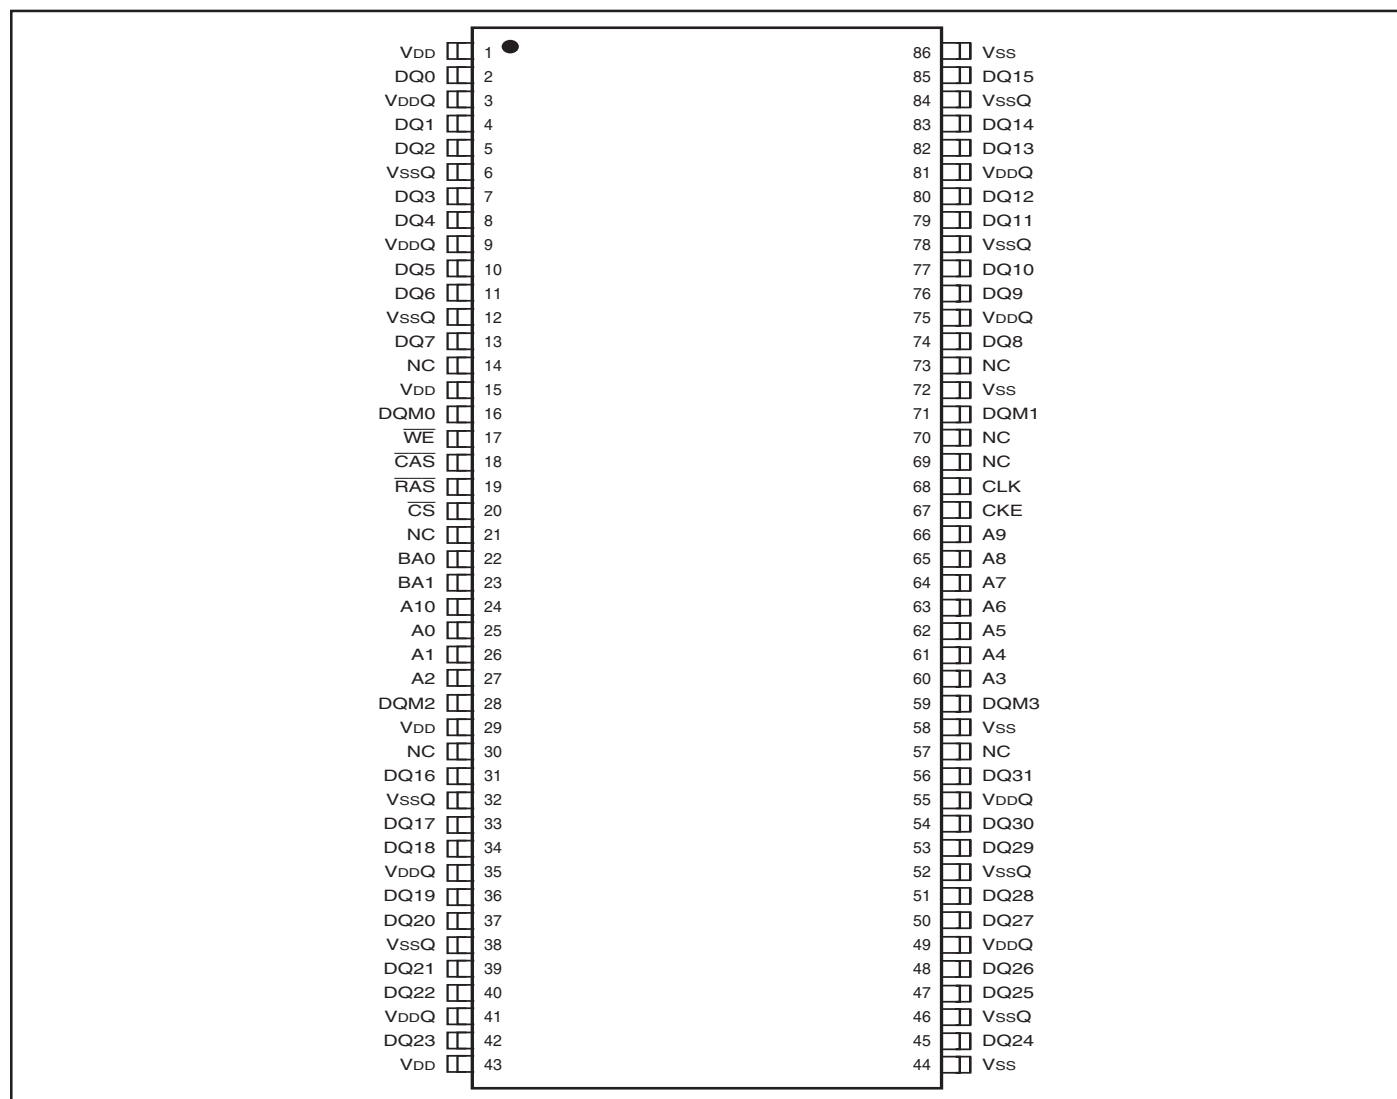 VDD 1 86 VSS
DQ0 2 85 DQ15
VDDQ 3 84 VSSQ
DQ1 4 83 DQ14
DQ2 5 82 DQ13
VSSQ 6 81 VDDQ
DQ3 7 80 DQ12
DQ4 8 79 DQ11
VDDQ 9 78 VSSQ
DQ5 10 77 DQ10
DQ6 11 76 DQ9
VSSQ 12 75 VDDQ
DQ7 13 74 DQ8
NC 14 73 NC
VDD 15 72 VSS
DQM0 16 71 DQM1
W̅E̅ 17 70 NC
C̅A̅S̅ 18 69 NC
R̅A̅S̅ 19 68 CLK
C̅S̅ 20 67 CKE
NC 21 66 A9
BA0 22 65 A8
BA1 23 64 A7
A10 24 63 A6
A0 25 62 A5
A1 26 61 A4
A2 27 60 A3
DQM2 28 59 DQM3
VDD 29 58 VSS
NC 30 57 NC
DQ16 31 56 DQ31
VSSQ 32 55 VDDQ
DQ17 33 54 DQ30
DQ18 34 53 DQ29
VDDQ 35 52 VSSQ
DQ19 36 51 DQ28
DQ20 37 50 DQ27
VSSQ 38 49 VDDQ
DQ21 39 48 DQ26
DQ22 40 47 DQ25
VDDQ 41 46 VSSQ
DQ23 42 45 DQ24
VDD 43 44 VSS